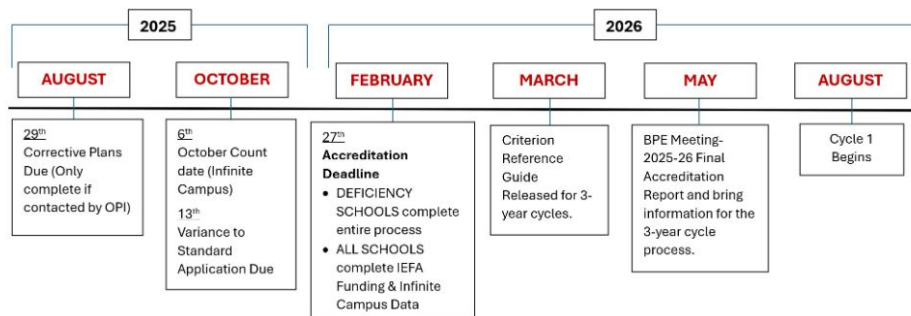 2025
2026
AUGUST
OCTOBER
FEBRUARY
MARCH
MAY
AUGUST
29th
Corrective Plans
Due (Only
complete if
contacted by OPI)
6th
October Count
date (Infinite
Campus)
13th
Variance to
Standard
Application Due
27th
Accreditation
Deadline
• DEFICIENCY
SCHOOLS complete
entire process
• ALL SCHOOLS
complete IEFA
Funding & Infinite
Campus Data
Criterion
Reference
Guide
Released for 3-
year cycles.
BPE Meeting-
2025-26 Final
Accreditation
Report and bring
information for the
3-year cycle
process.
Cycle 1
Begins